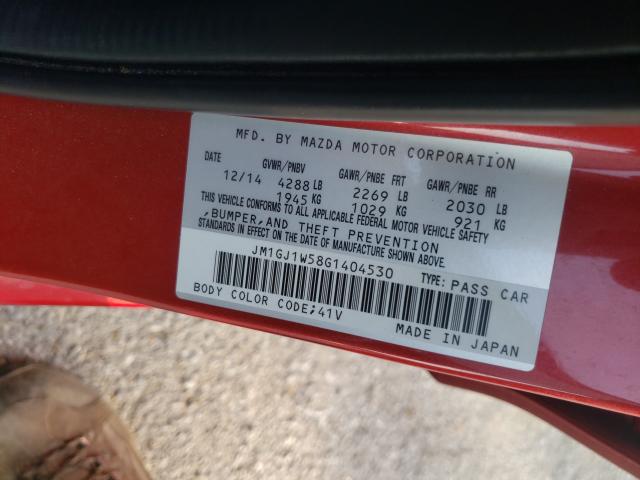 MFD. BY MAZDA MOTOR CORPORATION
DATE GVWR/PNBV GAWR/PNBE FRT GAWR/PNBE RR
12/14 4288 LB 2269 LB 2030 LB
1945 KG 1029 KG 921 KG
THIS VEHICLE CONFORMS TO ALL APPLICABLE FEDERAL MOTOR VEHICLE SAFETY
,BUMPER,AND THEFT PREVENTION
STANDARDS IN EFFECT ON THE DATE OF MANUFACTURE SHOWN ABOVE.
JM1GJ1W58G1404530 TYPE: PASS CAR
BODY COLOR CODE;41V
MADE IN JAPAN